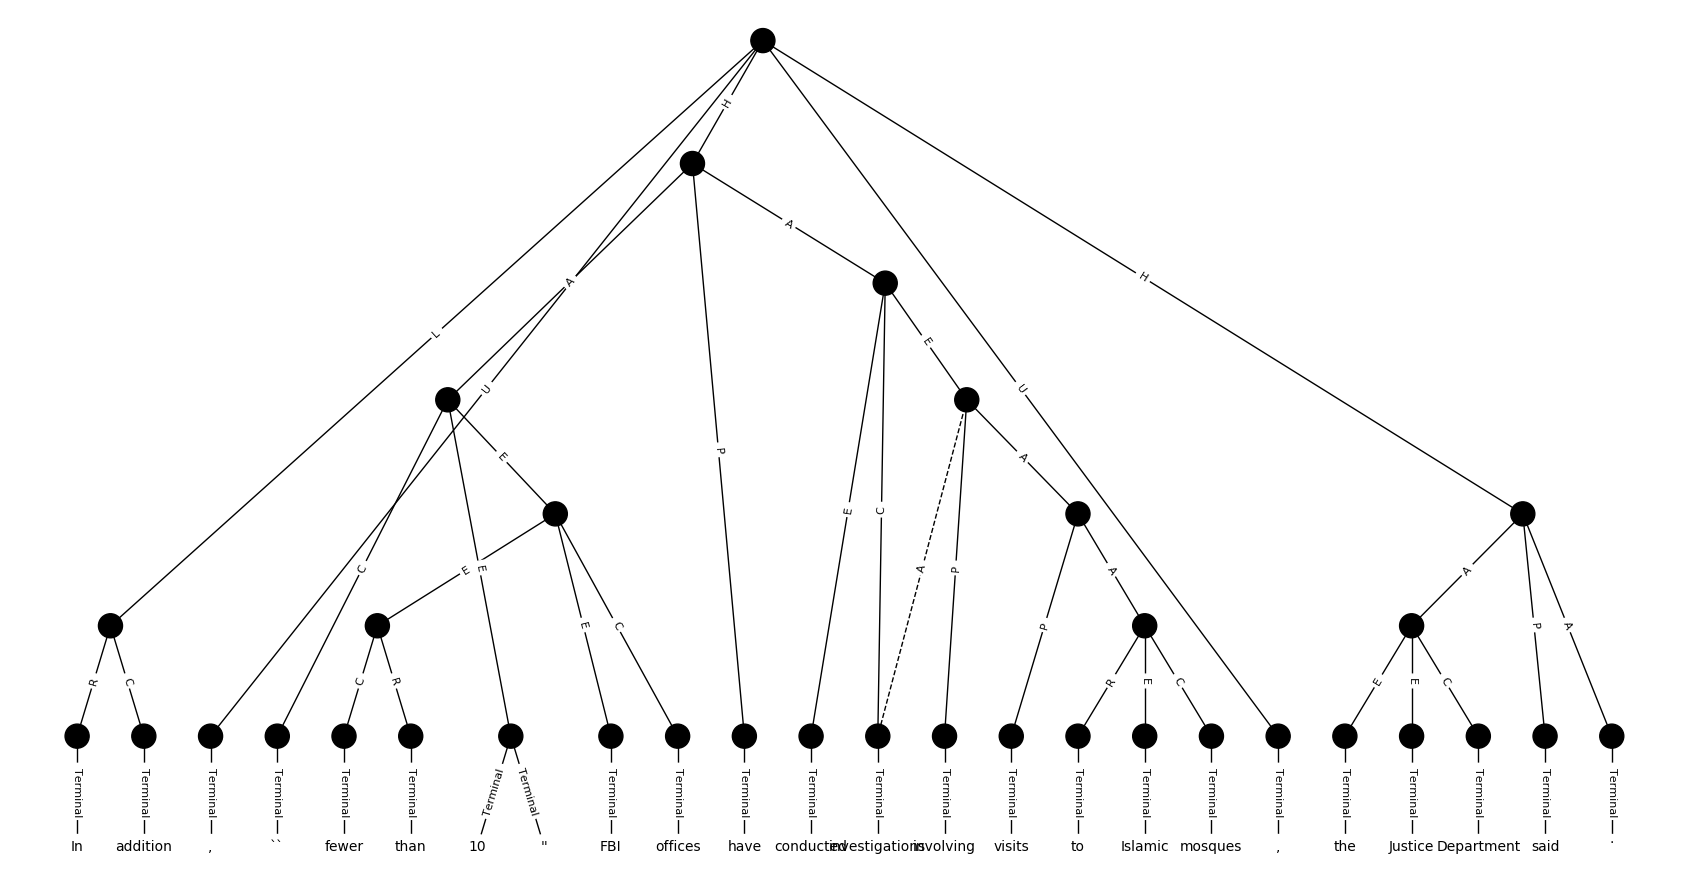 H
A
A
H
L
E
U
U
P
E
A
E
C
C
E
E
A
P
A
E
C
P
A
P
A
R
C
C
R
R
E
C
E
E
C
Terminal Terminal Terminal Terminal Terminal Terminal Terminal Terminal Terminal Terminal Terminal Terminal Terminal Terminal Terminal Terminal Terminal Terminal Terminal Terminal Terminal Terminal Terminal Terminal
In addition , `` fewer than 10 " FBI offices have conducted investigations involving visits to Islamic mosques , the Justice Department said .